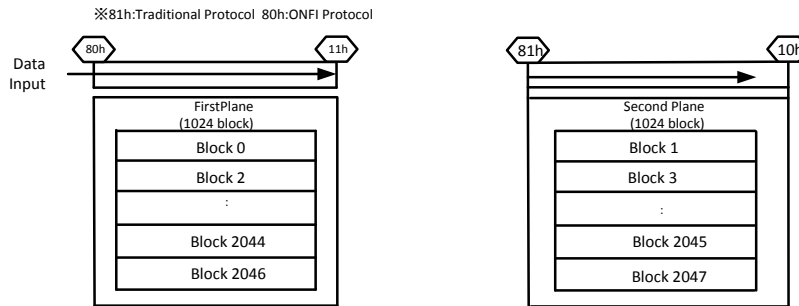 ※81h:Traditional Protocol 80h:ONFI Protocol
80h
11h
81h
10h
Data
Input
FirstPlane
(1024 block)
Block 0
Block 2
:
Block 2044
Block 2046
Second Plane
(1024 block)
Block 1
Block 3
:
Block 2045
Block 2047